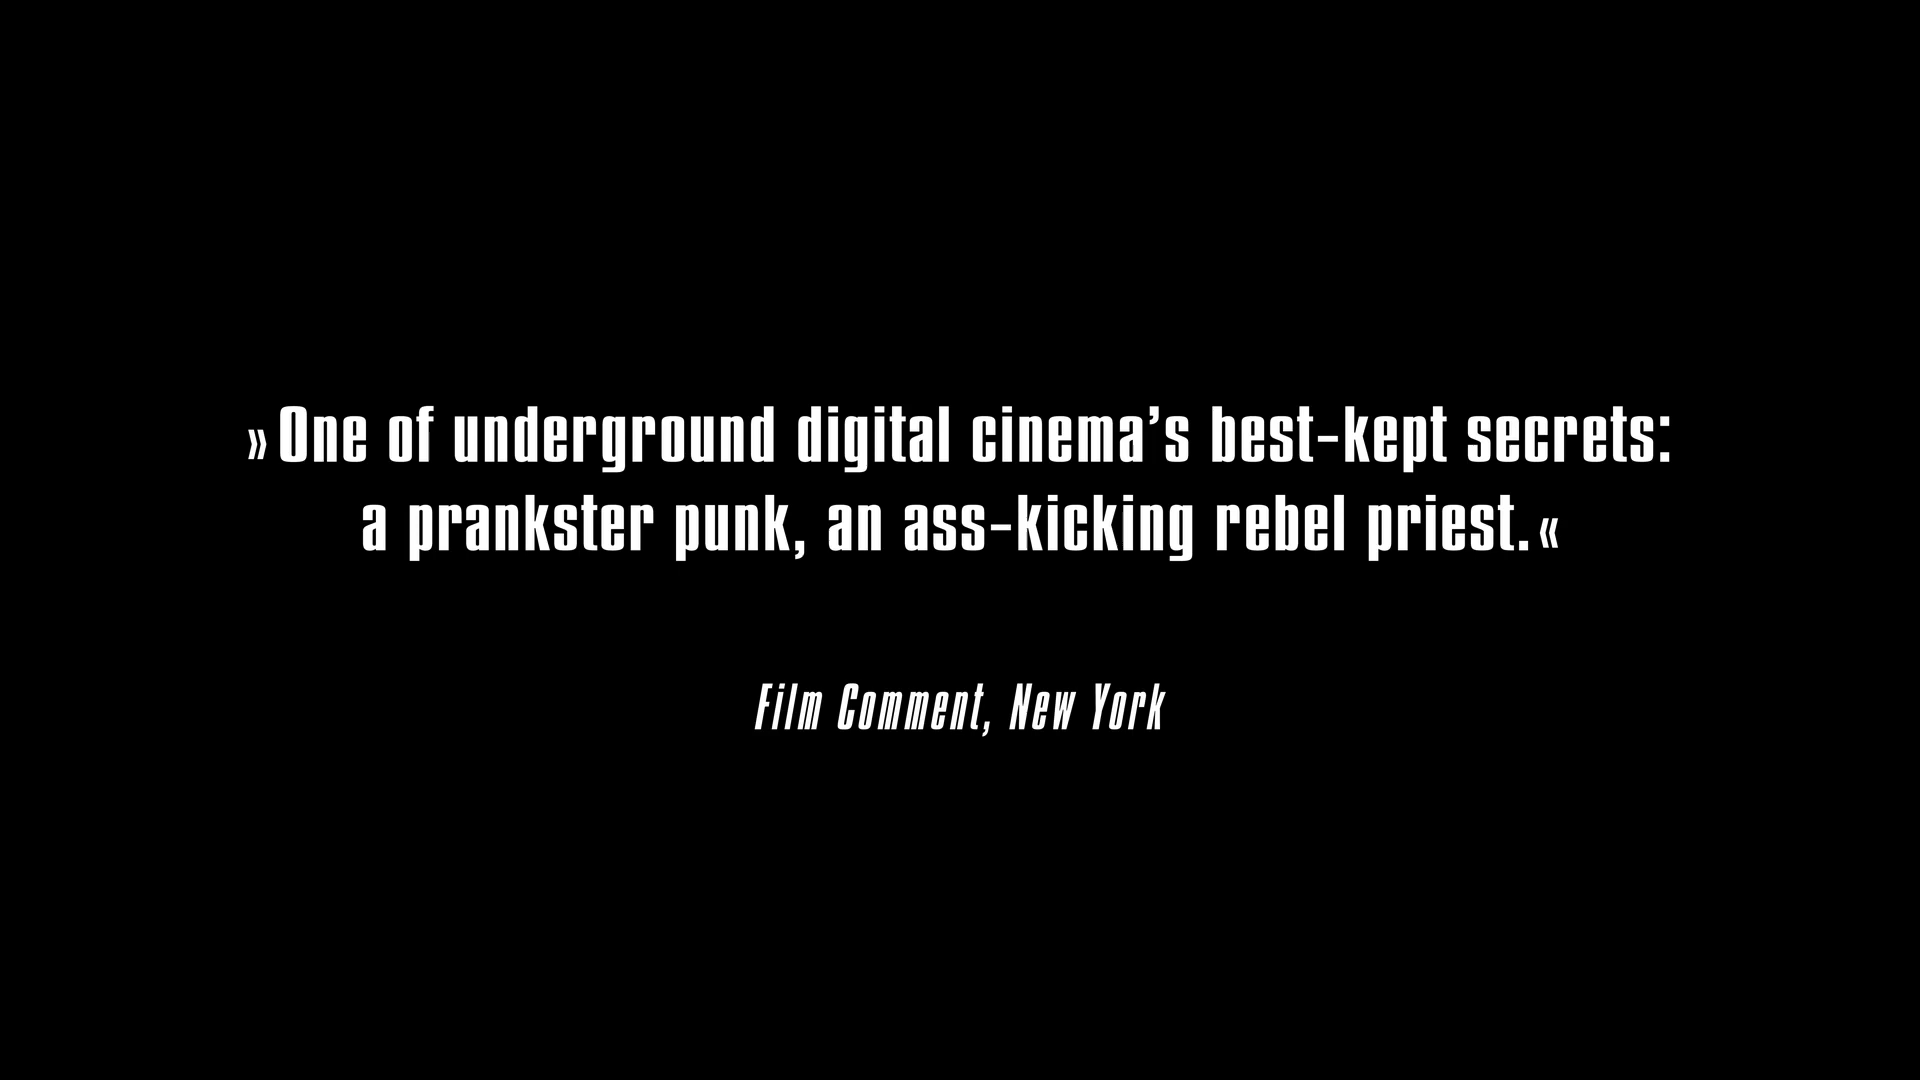 »One of underground digital cinema’s best-kept secrets:
a prankster punk, an ass-kicking rebel priest.«
Film Comment, New York